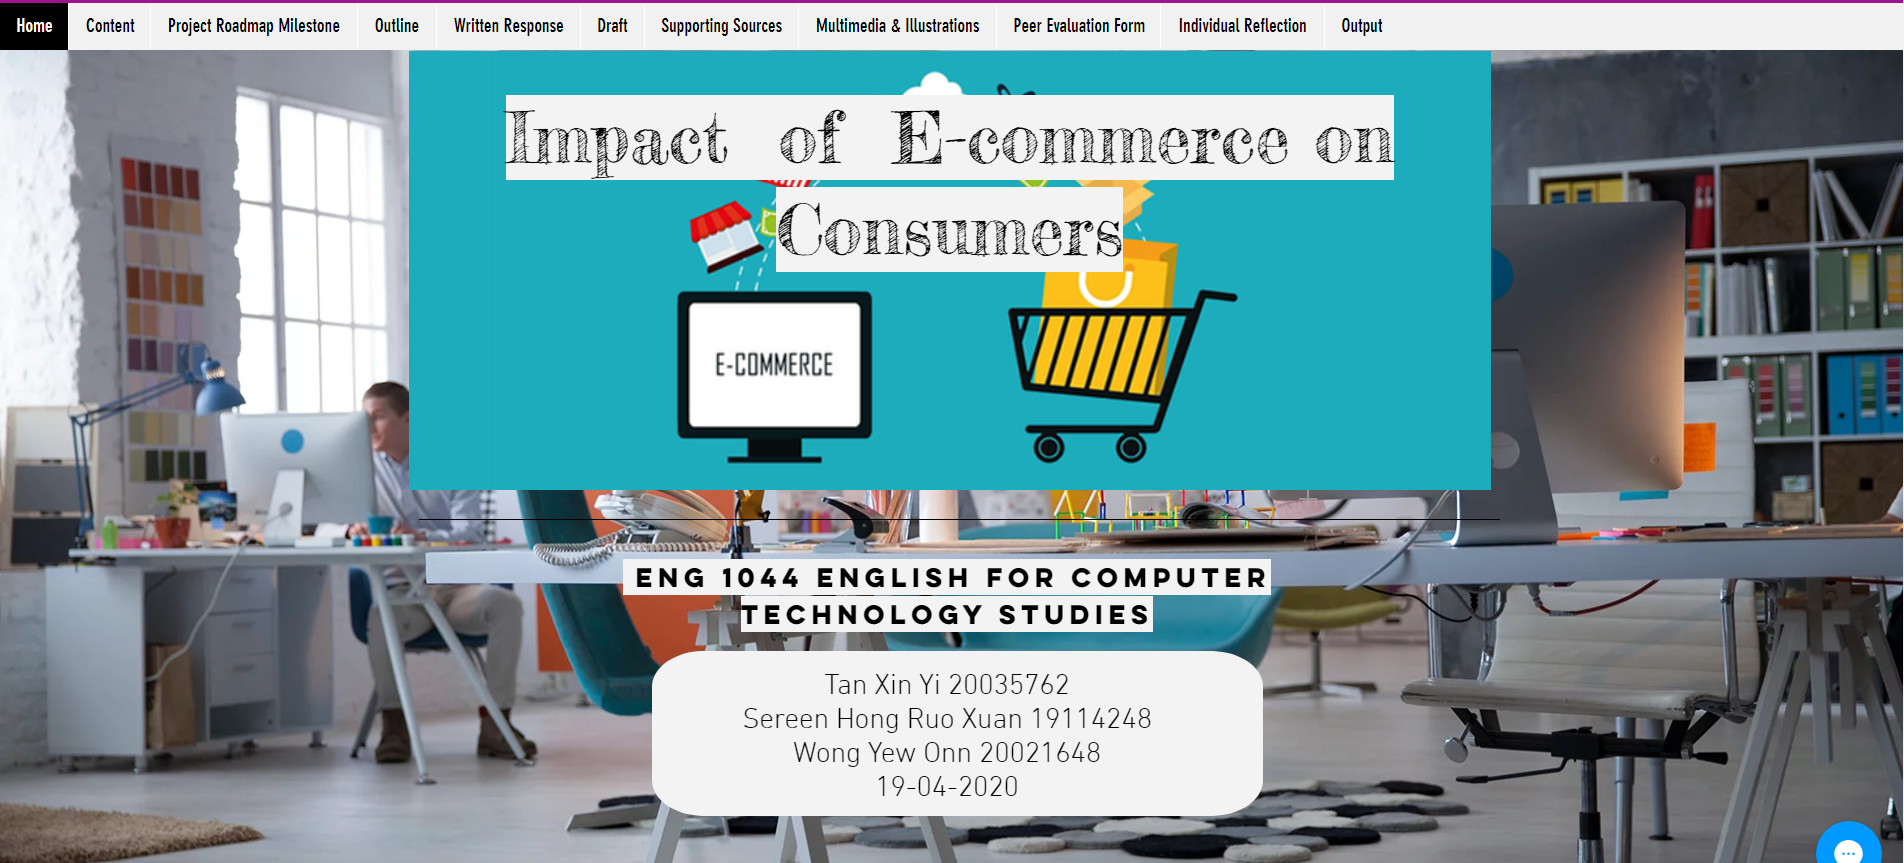 Home Content Project Roadmap Milestone Outline Written Response Draft Supporting Sources Multimedia & Illustrations Peer Evaluation Form Individual Reflection Output
Impact of E-commerce on
Consumers
E-COMMERCE
ENG 1044 ENGLISH FOR COMPUTER
TECHNOLOGY STUDIES
Tan Xin Yi 20035762
Sereen Hong Ruo Xuan 19114248
Wong Yew Onn 20021648
19-04-2020